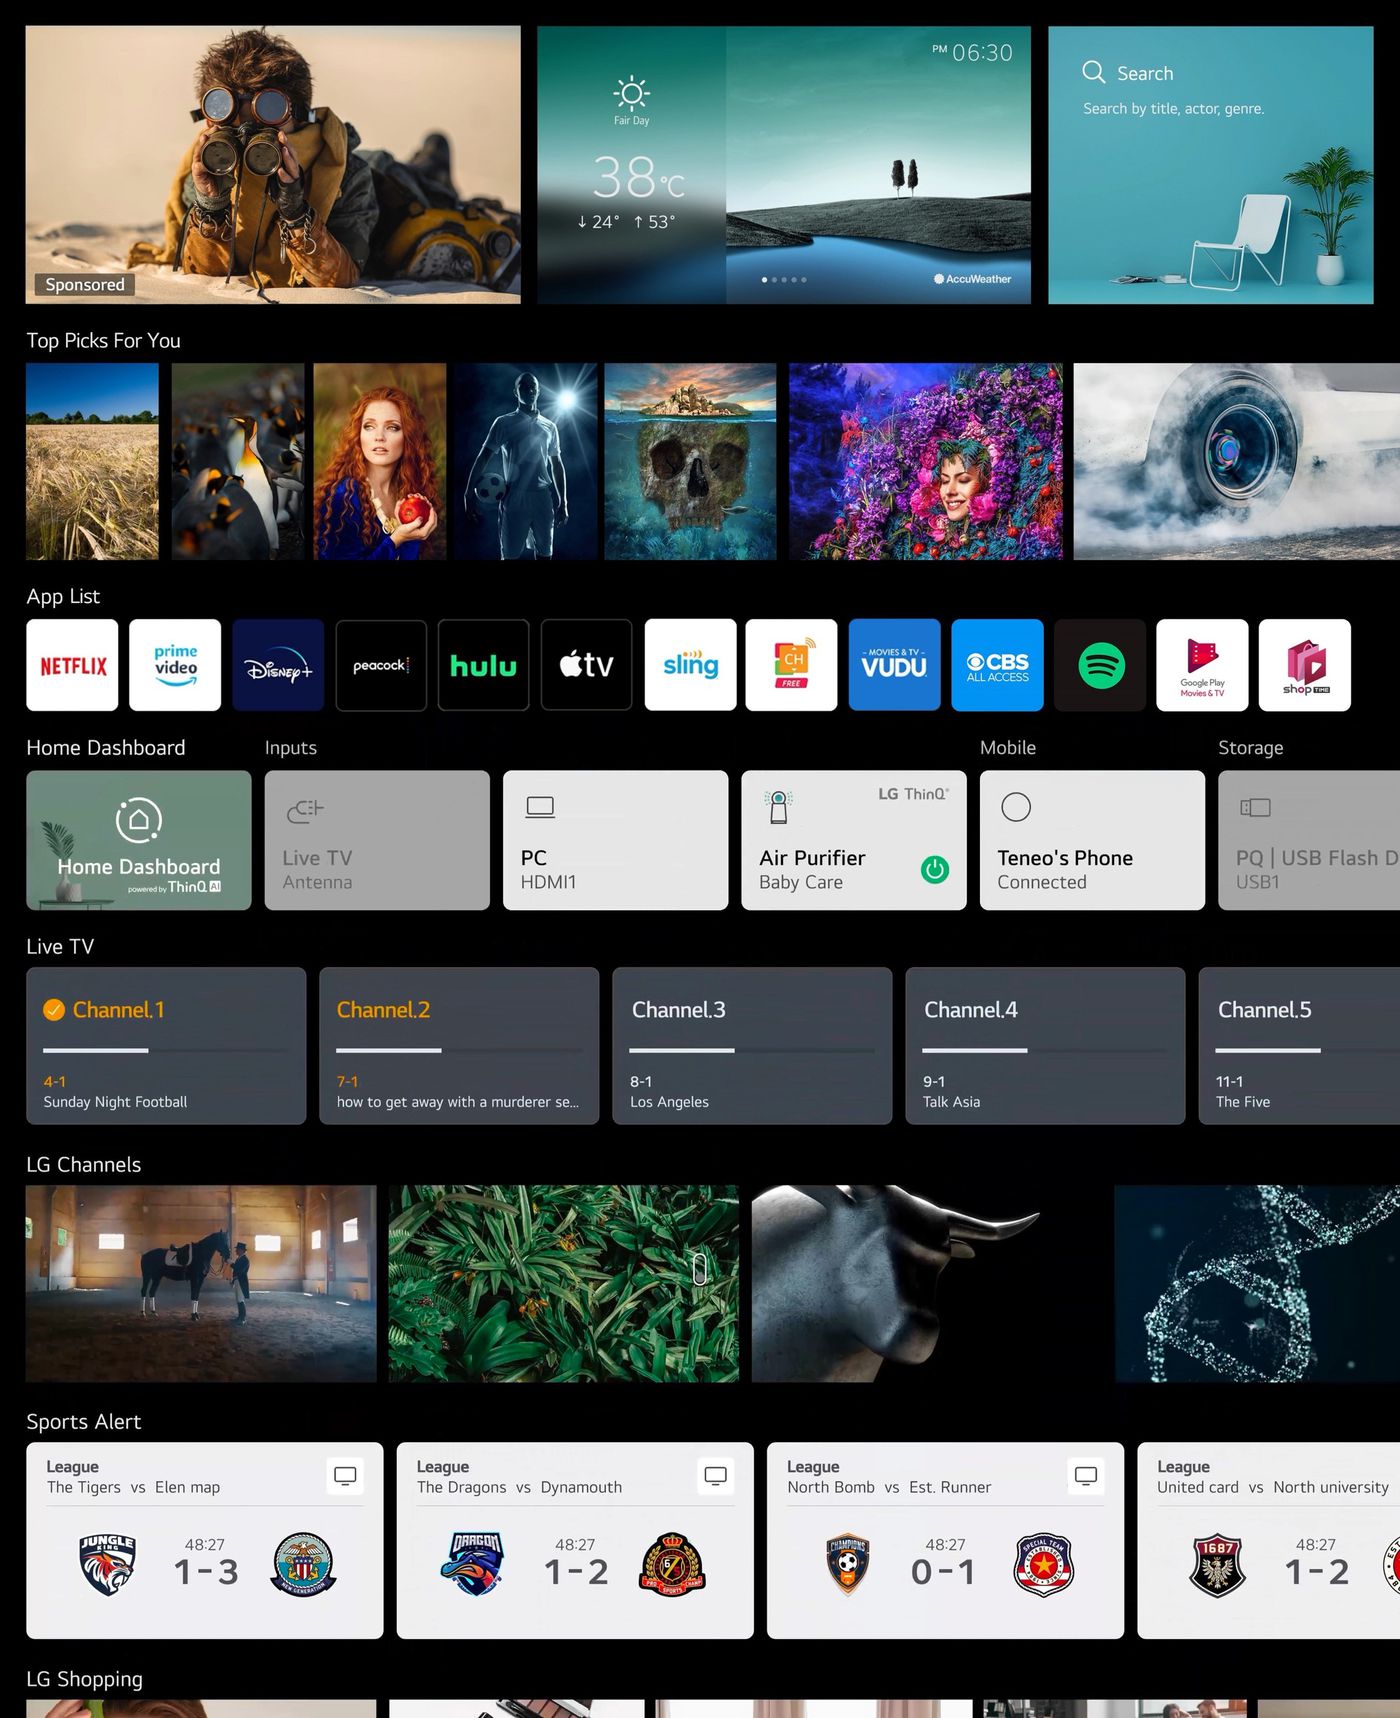 Sponsored
Fair Day
38°C
↓ 24° ↑ 53°
PM 06:30
AccuWeather
Search
Search by title, actor, genre.
Top Picks For You
App List
NETFLIX
prime
video
Disney+
peacock
hulu
tv
sling
CH
FREE
MOVIES & TV
VUDU
CBS
ALL ACCESS
Google Play
Movies & TV
shop TIME
Home Dashboard
Inputs
Mobile
Storage
Home Dashboard
powered by ThinQ AI
Live TV
Antenna
PC
HDMI1
LG ThinQ
Air Purifier
Baby Care
Teneo's Phone
Connected
PQ | USB Flash D
USB1
Live TV
Channel.1
4-1
Sunday Night Football
Channel.2
7-1
how to get away with a murderer se...
Channel.3
8-1
Los Angeles
Channel.4
9-1
Talk Asia
Channel.5
11-1
The Five
LG Channels
Sports Alert
League
The Tigers vs Elen map
JUNGLE
KING
48:27
1-3
NEW GENERATION
League
The Dragons vs Dynamouth
DRAGON
48:27
1-2
PRO SPORTS CHAMP
League
North Bomb vs Est. Runner
CHAMPIONS
48:27
0-1
SPECIAL TEAM
League
United card vs North university
1687
48:27
1-2
LG Shopping